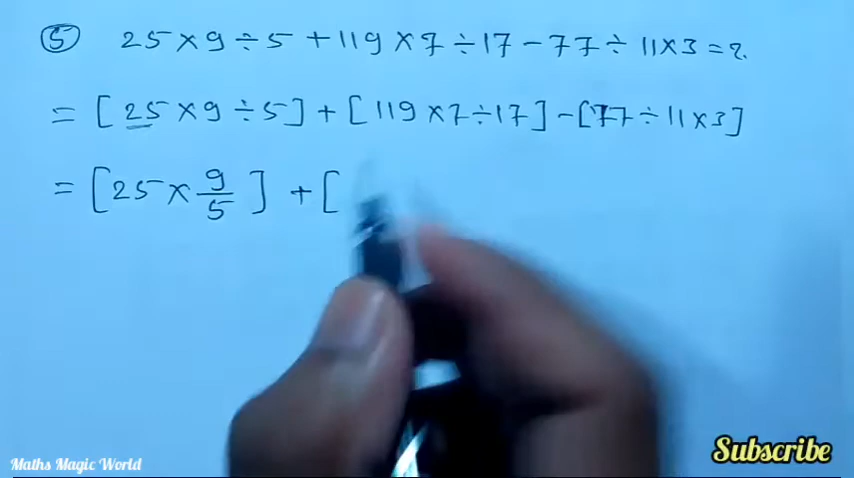 ⑤ 25 × 9 ÷ 5 + 119 × 7 ÷ 17 - 77 ÷ 11 × 3 = ?
= [25 × 9 ÷ 5] + [119 × 7 ÷ 17] - [77 ÷ 11 × 3]
= [25 × 9/5] + [
Subscribe
Maths Magic World